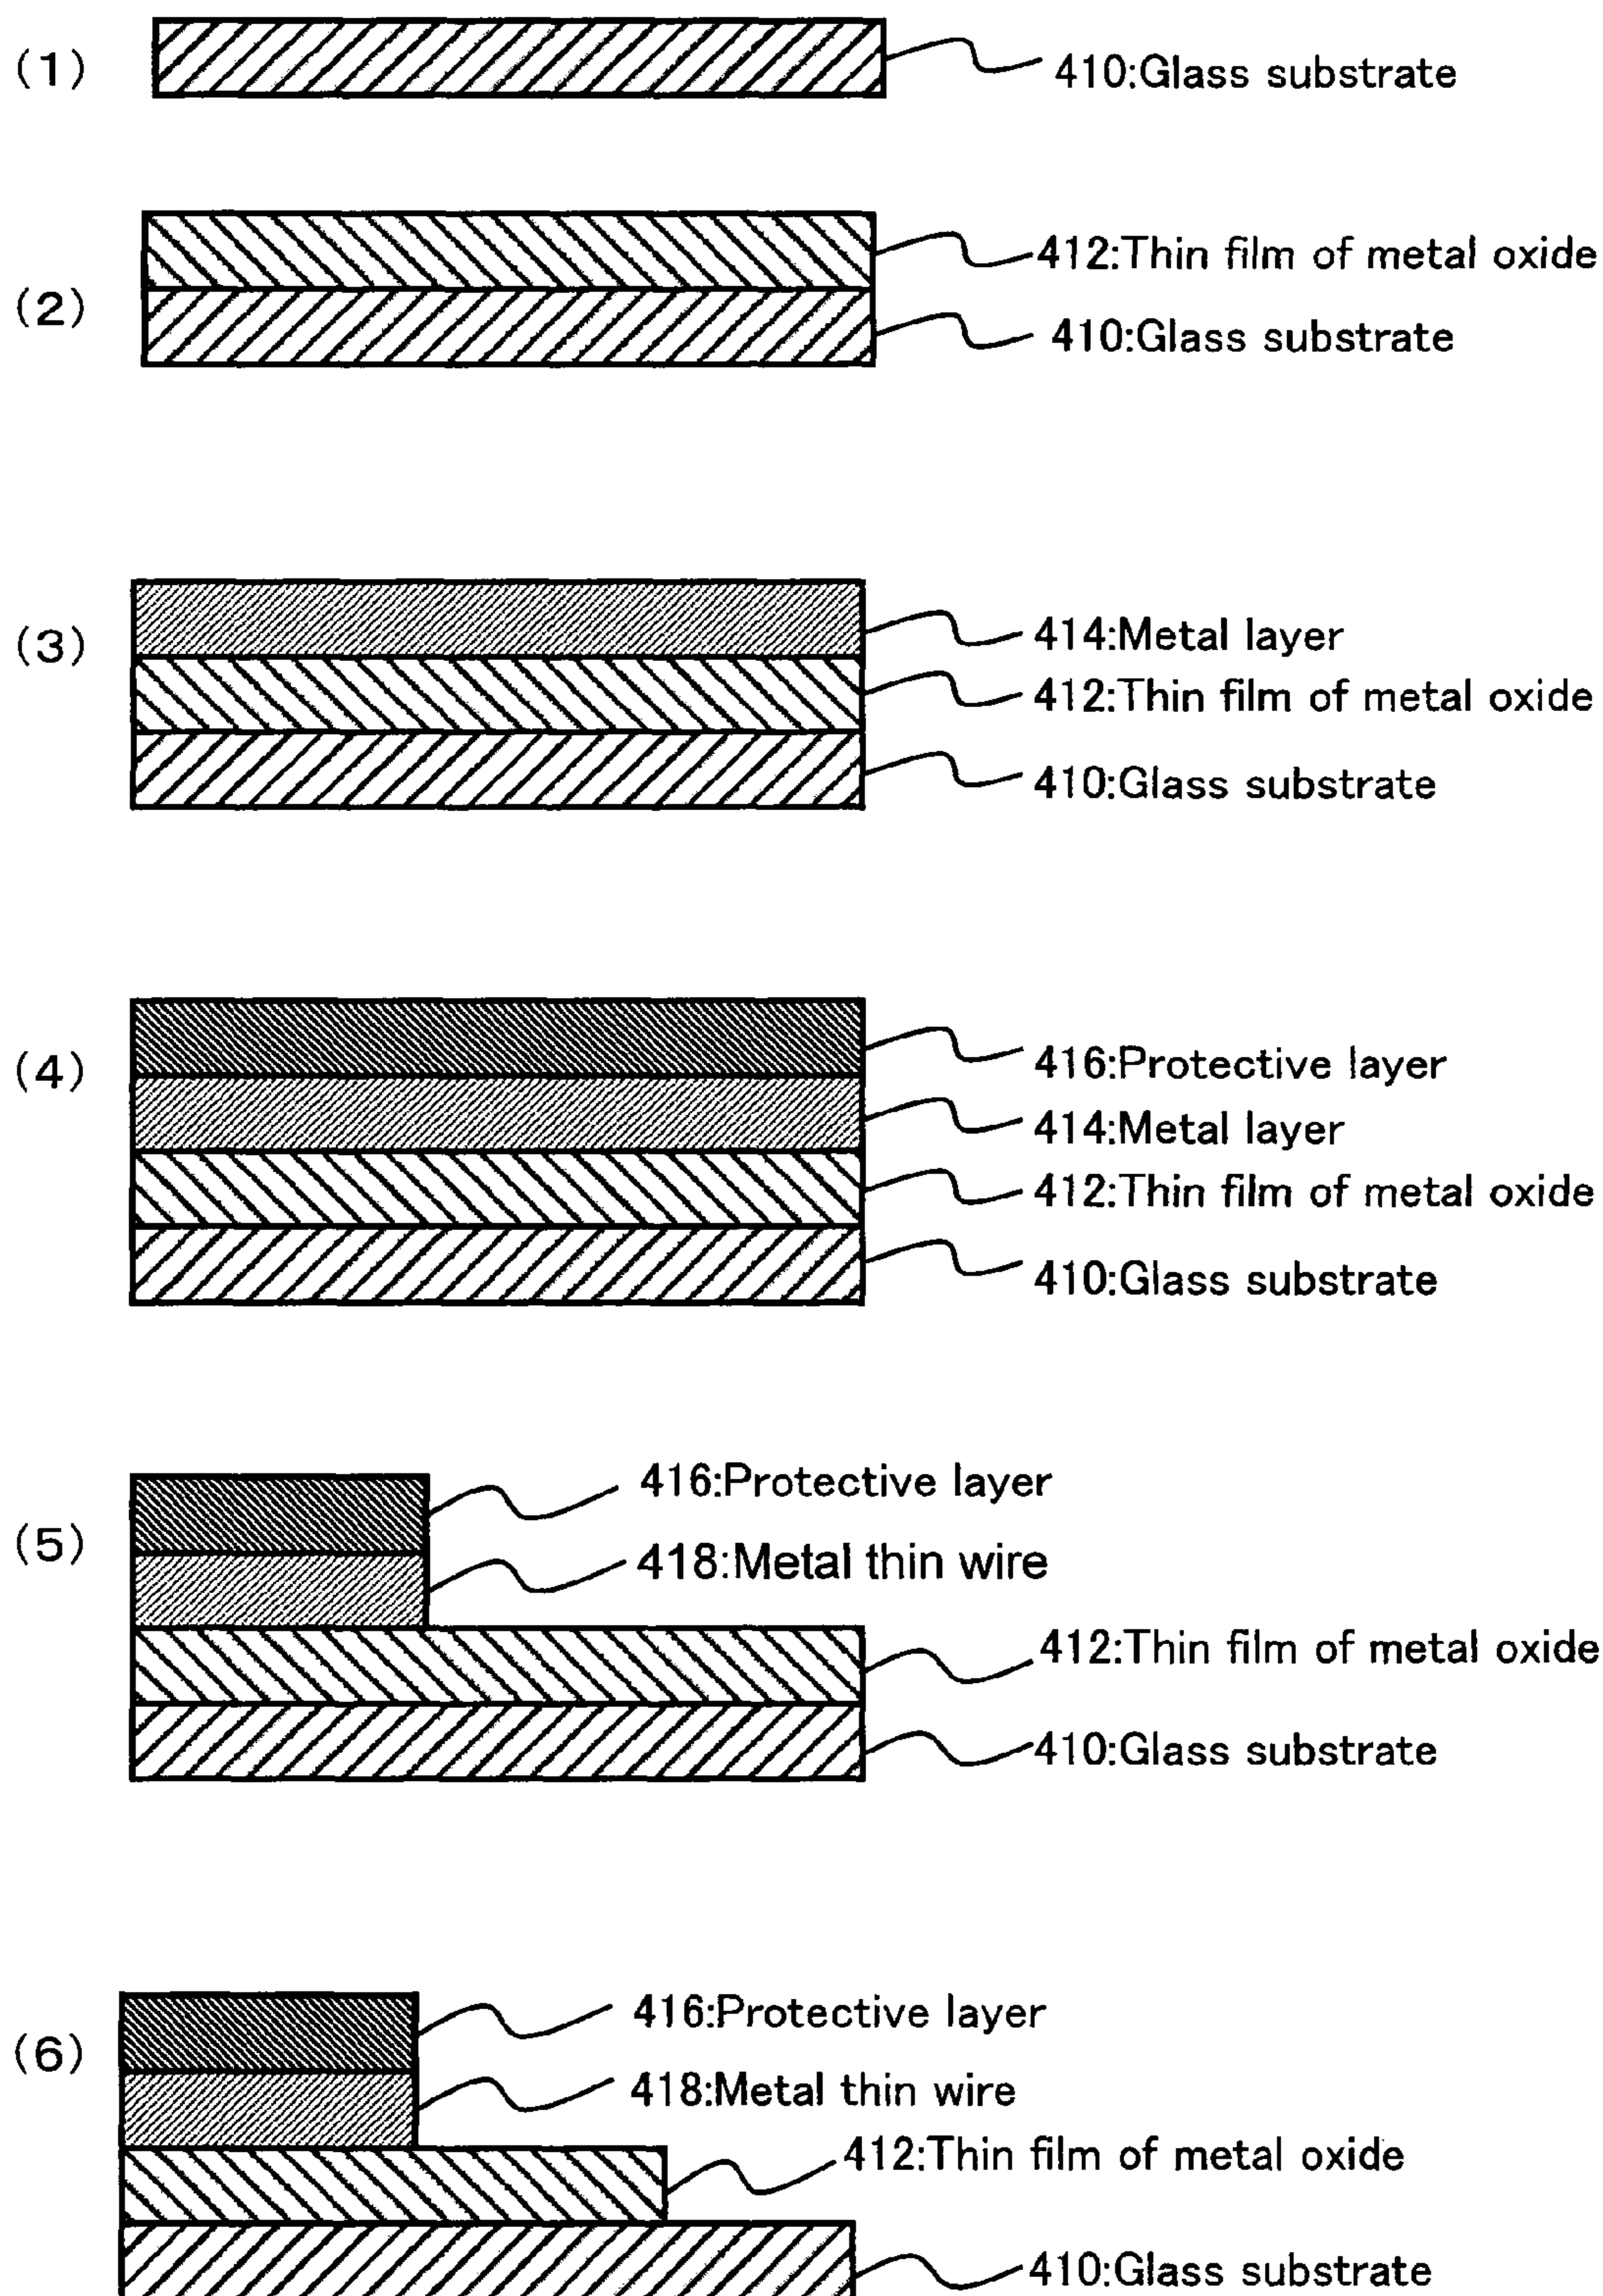 (1)
410:Glass substrate
412:Thin film of metal oxide
(2)
410:Glass substrate
(3)
414:Metal layer
412:Thin film of metal oxide
410:Glass substrate
(4)
416:Protective layer
414:Metal layer
412:Thin film of metal oxide
410:Glass substrate
416:Protective layer
(5)
418:Metal thin wire
412:Thin film of metal oxide
410:Glass substrate
416:Protective layer
(6)
418:Metal thin wire
412:Thin film of metal oxide
410:Glass substrate